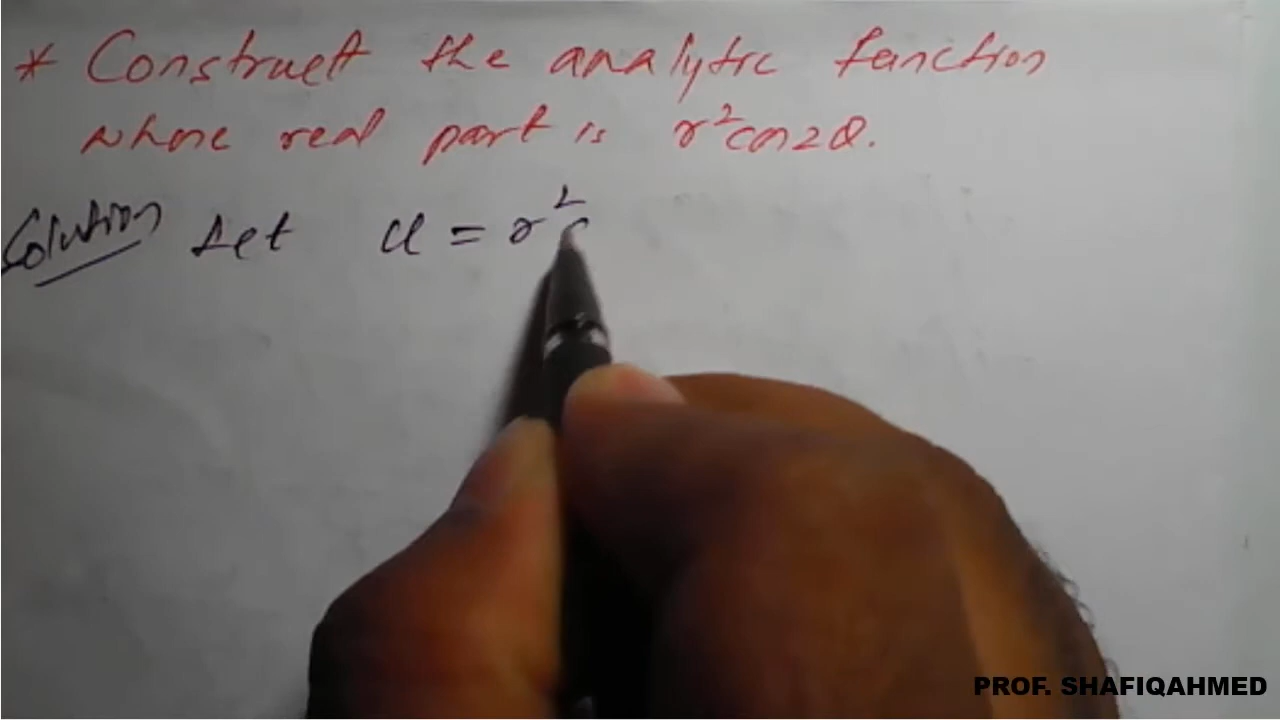 * Construct the analytic function
whose real part is r²cos2θ.
Solution Let u = r²c
PROF. SHAFIQAHMED